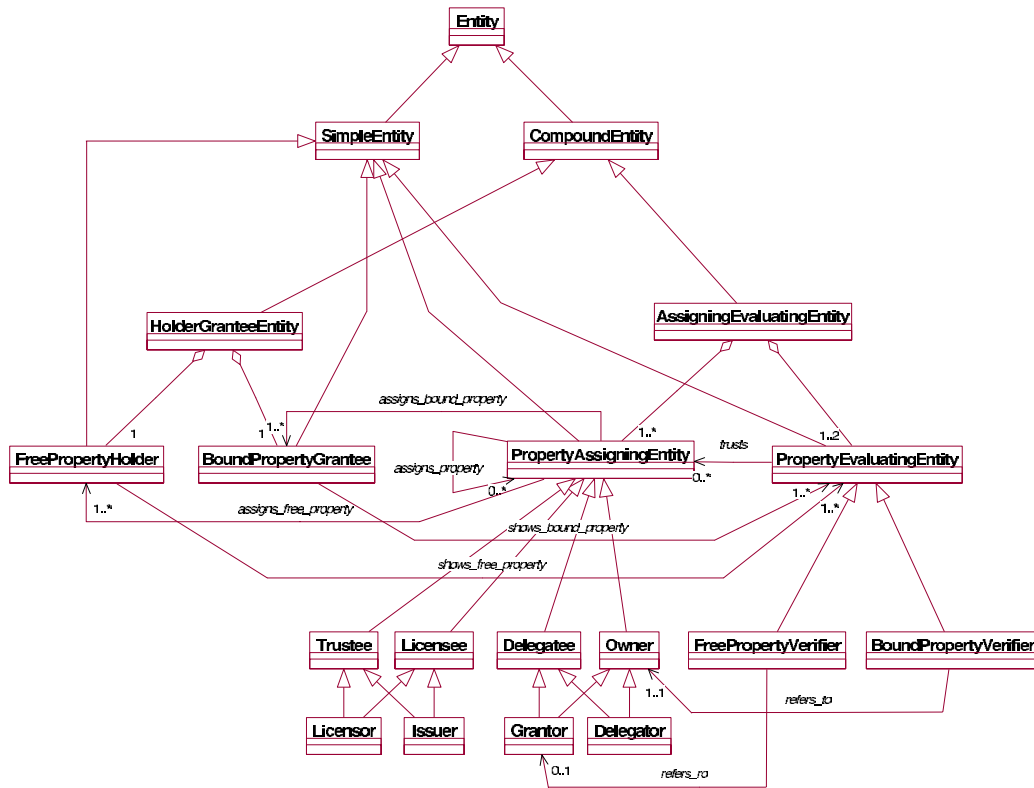 Entity
SimpleEntity
CompoundEntity
HolderGranteeEntity
AssigningEvaluatingEntity
assigns_bound_property
1
1
1..*
1..*
1..2
trusts
FreePropertyHolder
BoundPropertyGrantee
assigns_property
PropertyAssigningEntity
PropertyEvaluatingEntity
0..*
0..*
1..*
1..*
assigns_free_property
1..*
shows_bound_property
shows_free_property
Trustee
Licensee
Delegatee
Owner
FreePropertyVerifier
BoundPropertyVerifier
1..1
refers_to
Licensor
Issuer
Grantor
Delegator
0..1
refers_ro